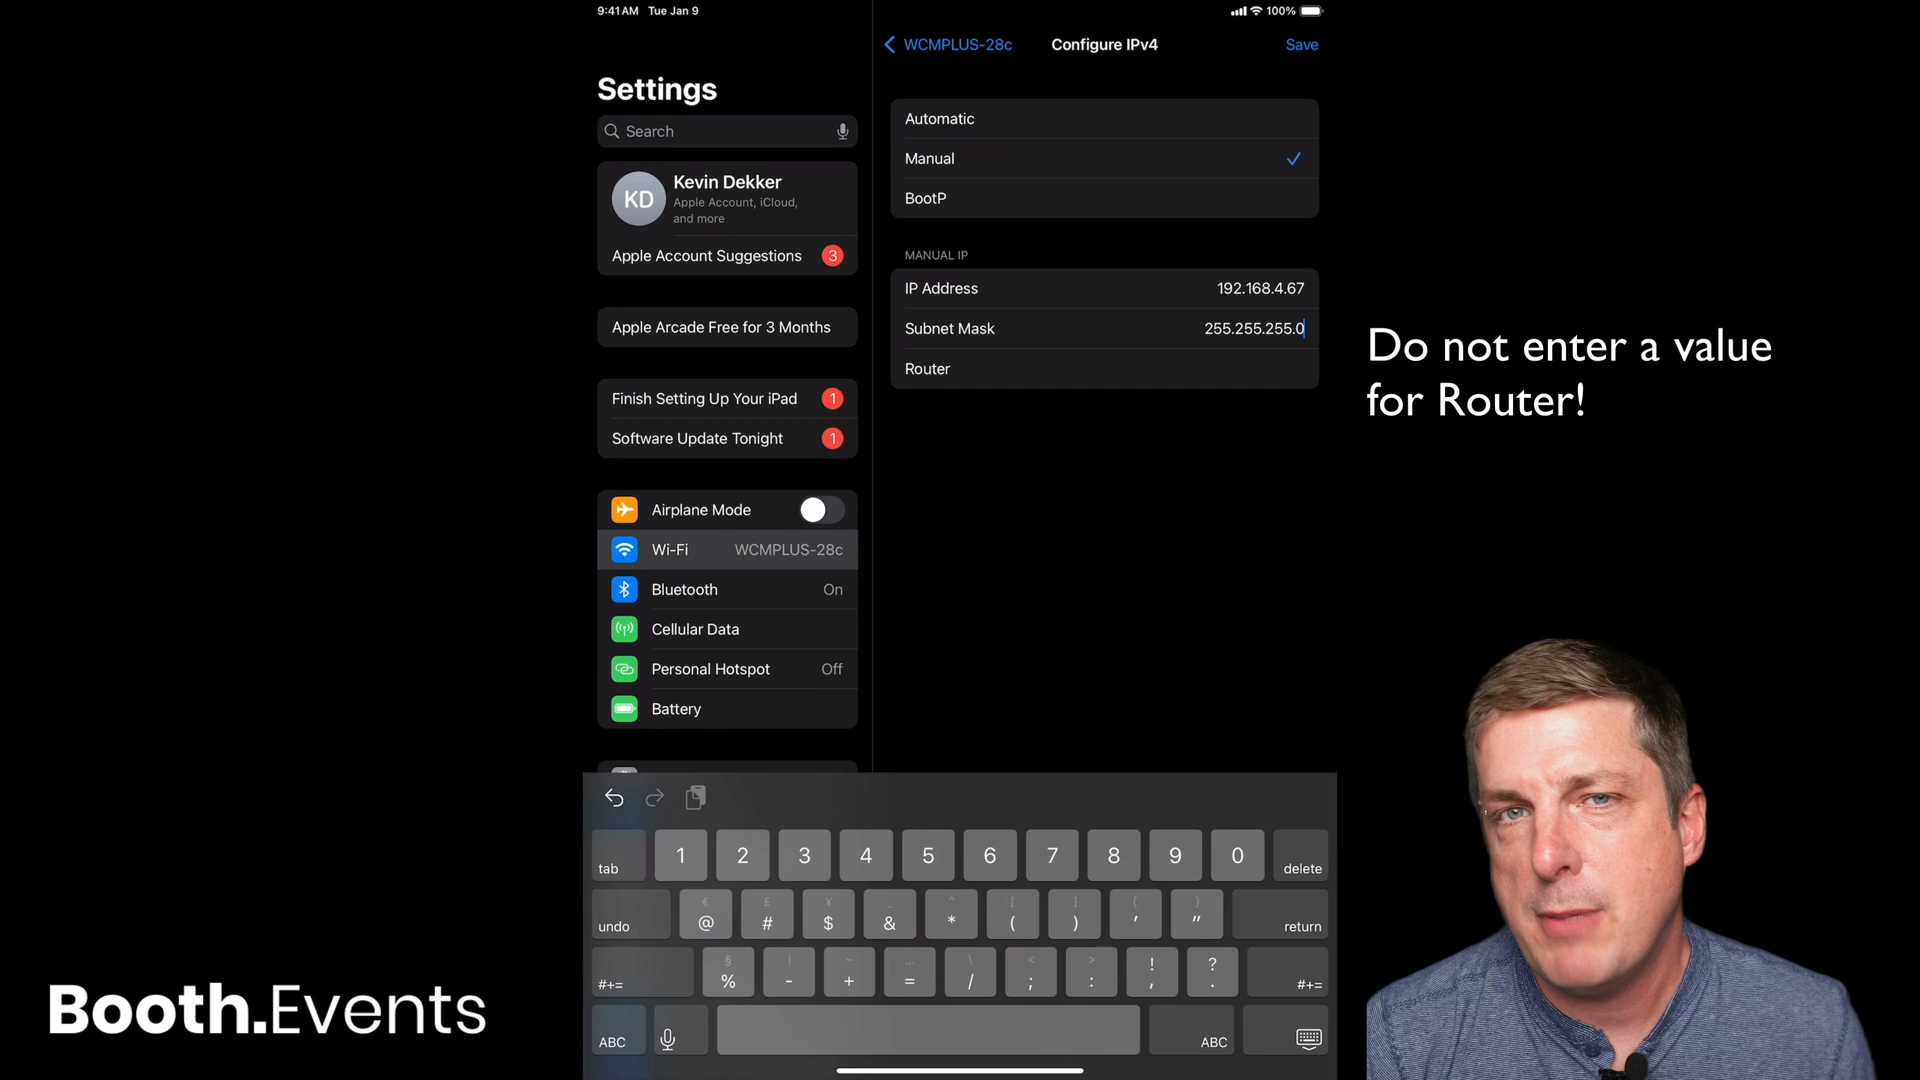 9:41 AM Tue Jan 9
100%
Settings
Search
KD
Kevin Dekker
Apple Account, iCloud,
and more
Apple Account Suggestions 3
Apple Arcade Free for 3 Months
Finish Setting Up Your iPad 1
Software Update Tonight 1
Airplane Mode
Wi-Fi WCMPLUS-28c
Bluetooth On
Cellular Data
Personal Hotspot Off
Battery
WCMPLUS-28c Configure IPv4 Save
Automatic
Manual
BootP
MANUAL IP
IP Address 192.168.4.67
Subnet Mask 255.255.255.0
Router
Do not enter a value
for Router!
tab 1 2 3 4 5 6 7 8 9 0 delete
€ £ ¥ _ ^ [ ] { }
undo @ # $ & * ( ) ' " return
§ | ~ … \ < > ! ?
#+= % - + = / ; : , . #+=
ABC ABC
Booth.Events